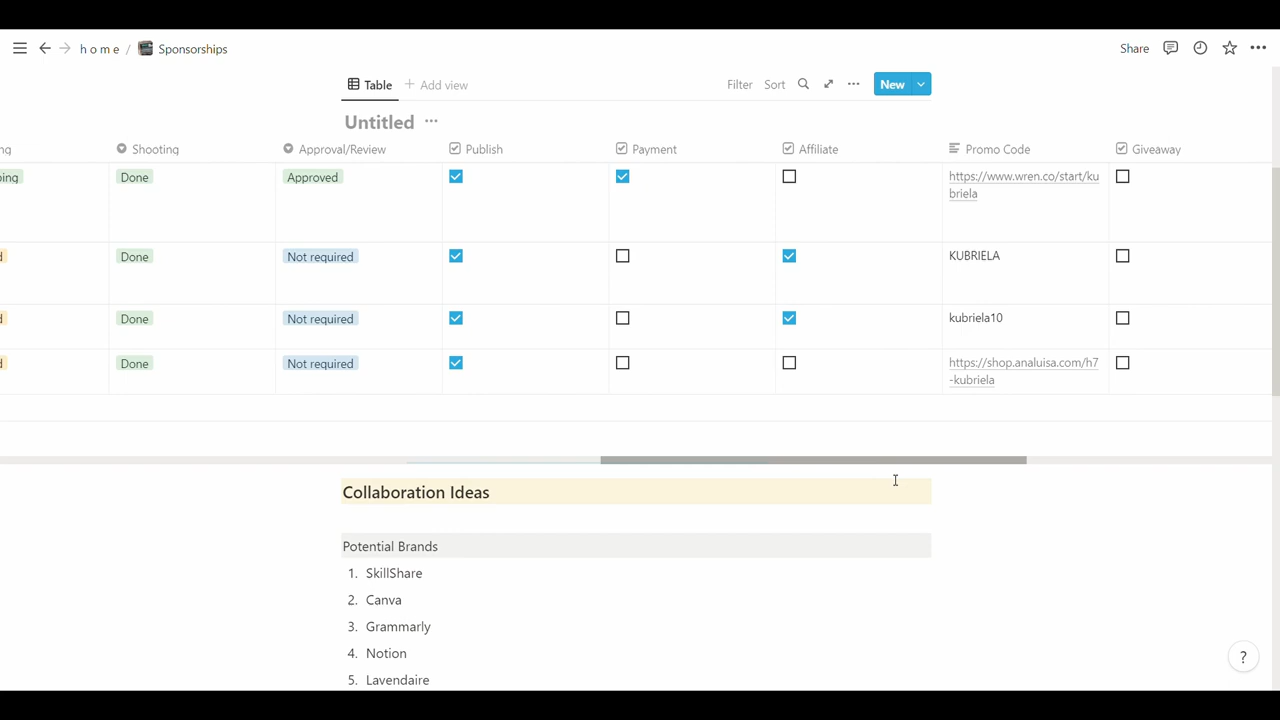 h o m e / Sponsorships
Share
Table
Add view
Filter
Sort
New
Untitled
ng
Shooting
Approval/Review
Publish
Payment
Affiliate
Promo Code
Giveaway
ping
Done
Approved
https://www.wren.co/start/ku
briela
d
Done
Not required
KUBRIELA
d
Done
Not required
kubriela10
d
Done
Not required
https://shop.analuisa.com/h7
-kubriela
Collaboration Ideas
Potential Brands
1. SkillShare
2. Canva
3. Grammarly
4. Notion
5. Lavendaire
?